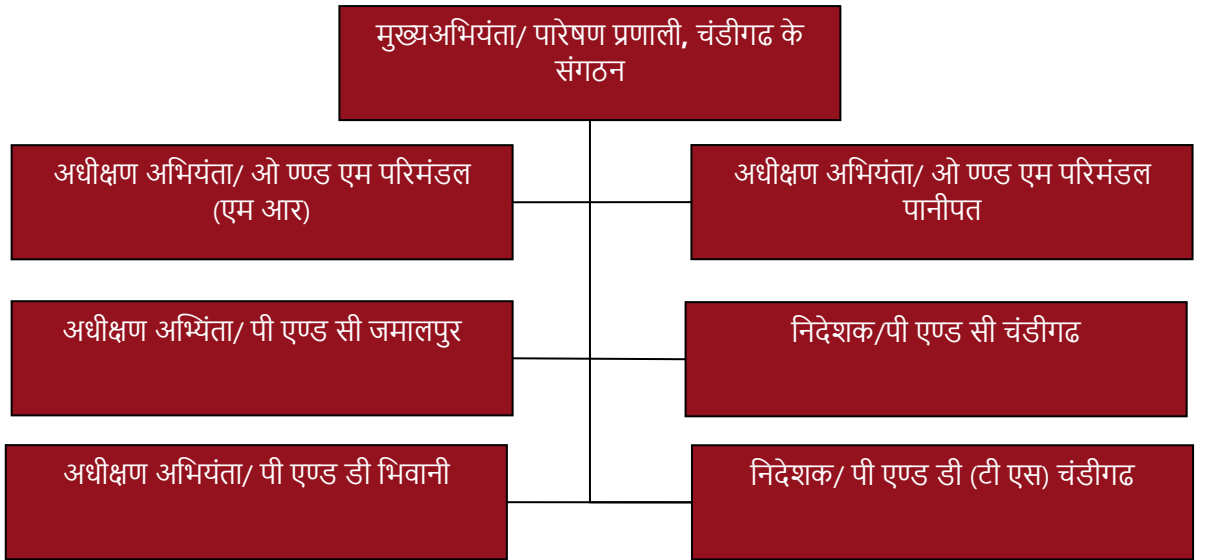 मुख्यअभियंता/ पारेषण प्रणाली, चंडीगढ के
संगठन
अधीक्षण अभियंता/ ओ ण्ण्ड एम परिमंडल
(एम आर)
अधीक्षण अभियंता/ ओ ण्ण्ड एम परिमंडल
पानीपत
अधीक्षण अभ्यिंता/ पी एण्ड सी जमालपुर
निदेशक/पी एण्ड सी चंडीगढ
अधीक्षण अभियंता/ पी एण्ड डी भिवानी
निदेशक/ पी एण्ड डी (टी एस) चंडीगढ